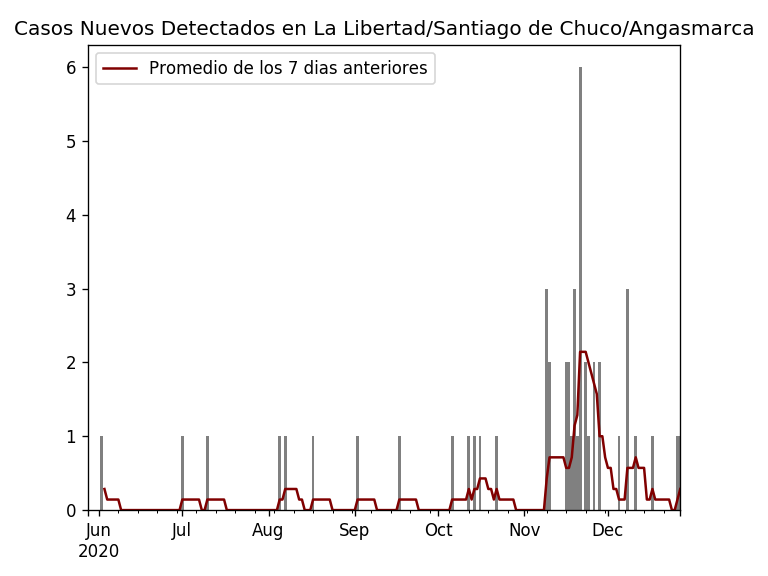 Casos Nuevos Detectados en La Libertad/Santiago de Chuco/Angasmarca
Promedio de los 7 dias anteriores
6
5
4
3
2
1
0
Jun Jul Aug Sep Oct Nov Dec
2020